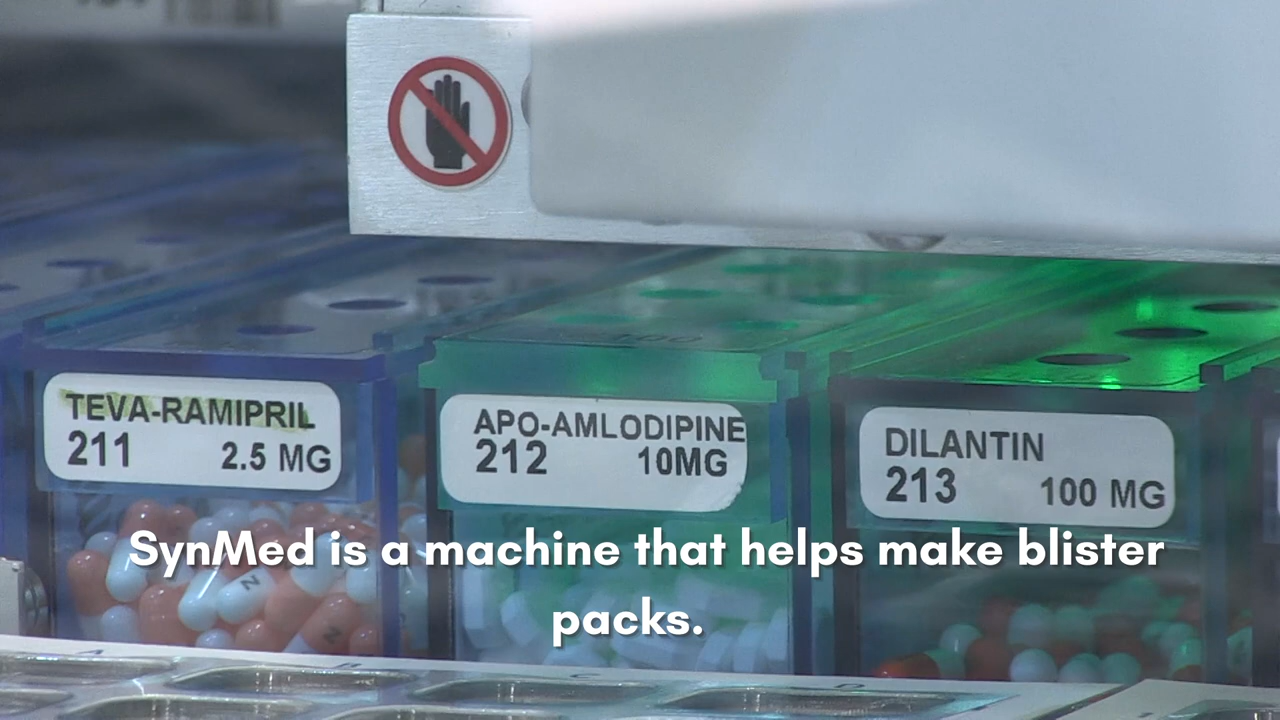 TEVA-RAMIPRIL
211 2.5 MG
APO-AMLODIPINE
212 10MG
DILANTIN
213 100 MG
SynMed is a machine that helps make blister
packs.
A B C D